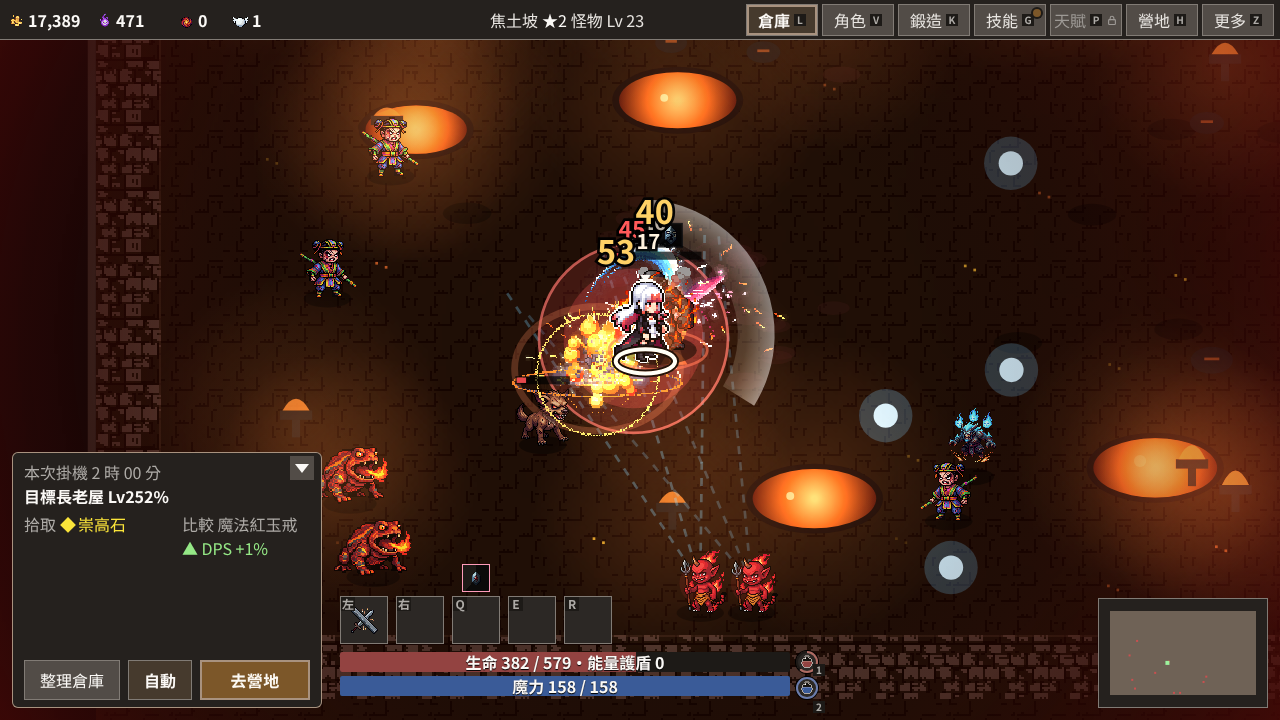 17,389 471 0 1
焦土坡 ★2 怪物 Lv 23
倉庫 L 角色 V 鍛造 K 技能 G 天賦 P 營地 H 更多 Z
40
45
53 17
本次掛機 2 時 00 分
目標長老屋 Lv252%
拾取 ◆崇高石 比較 魔法紅玉戒
▲ DPS +1%
整理倉庫 自動 去營地
左 右 Q E R
生命 382 / 579・能量護盾 0
1
魔力 158 / 158
2